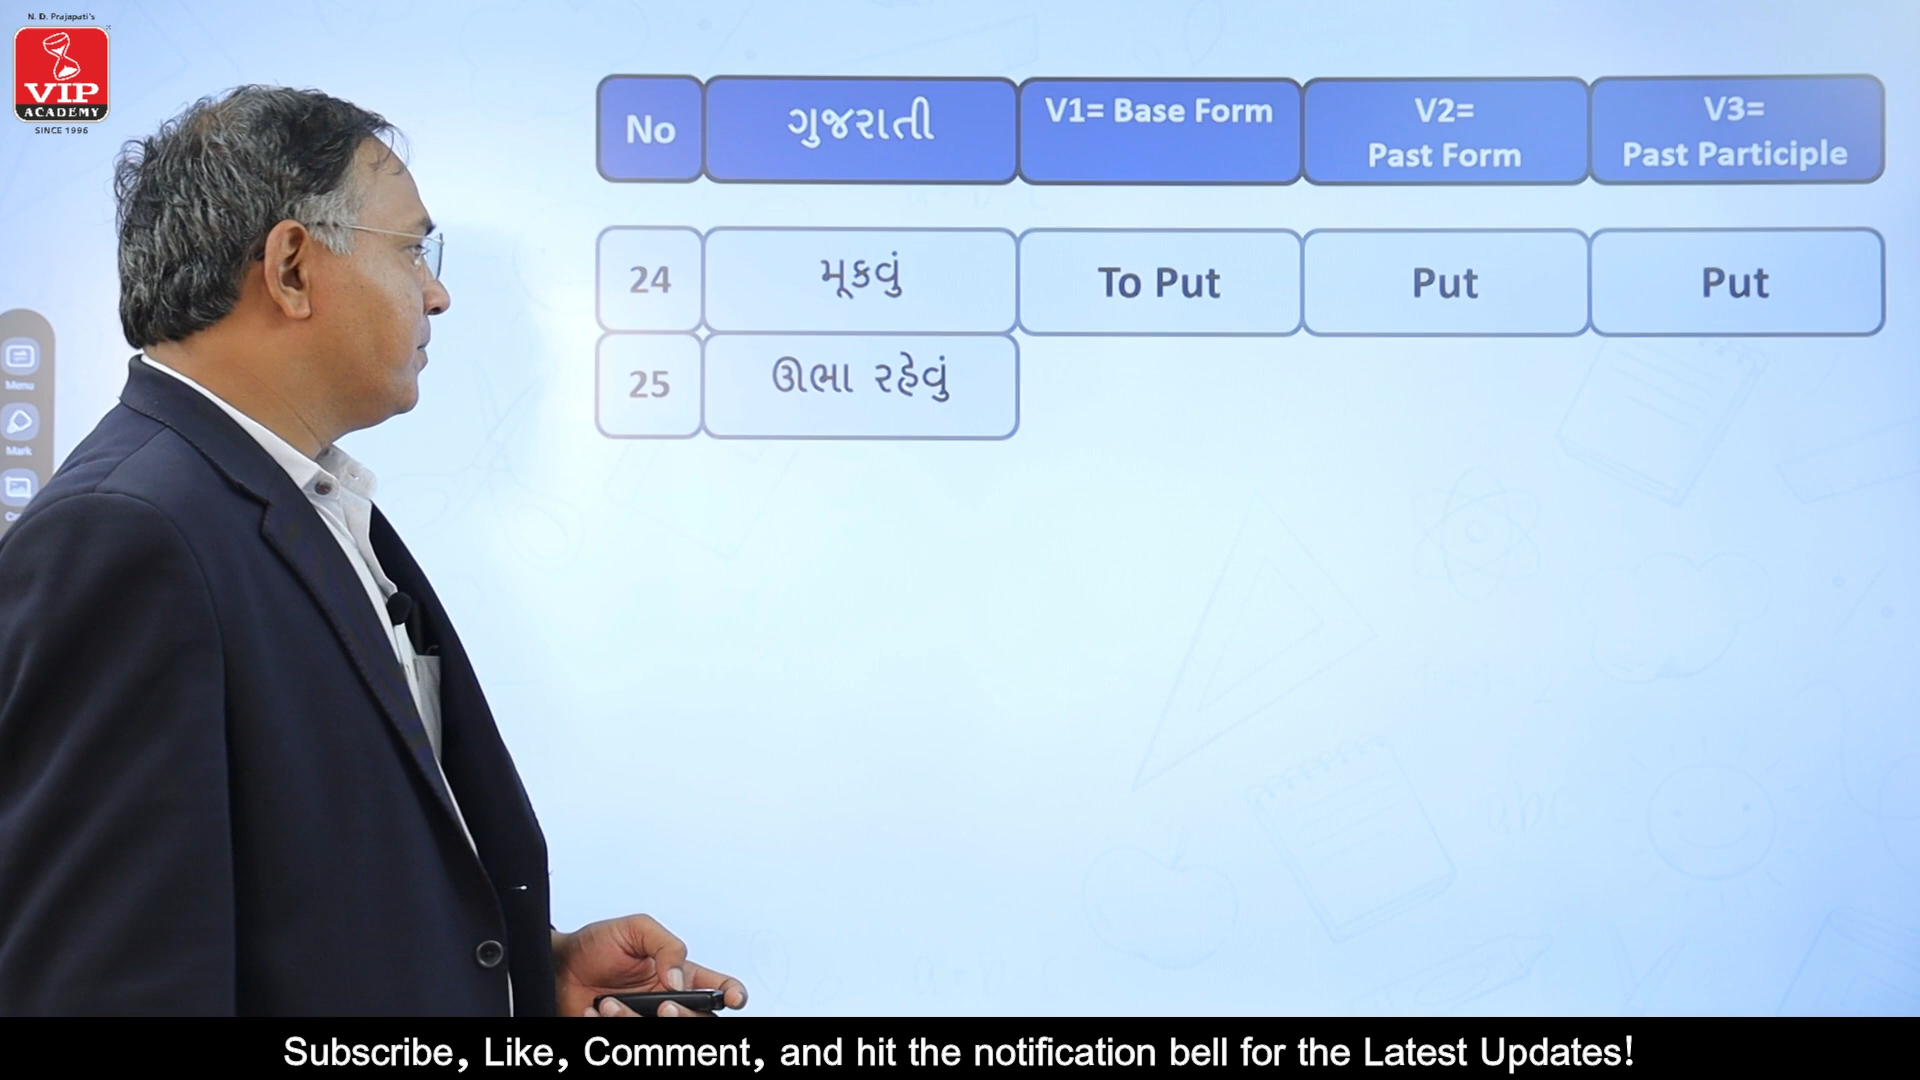 N. D. Prajapati's
VIP
ACADEMY
SINCE 1996
No
ગુજરાતી
V1= Base Form
V2=
Past Form
V3=
Past Participle
24
મૂકવું
To Put
Put
Put
25
ઊભા રહેવું
Menu
Mark
Subscribe, Like, Comment, and hit the notification bell for the Latest Updates!